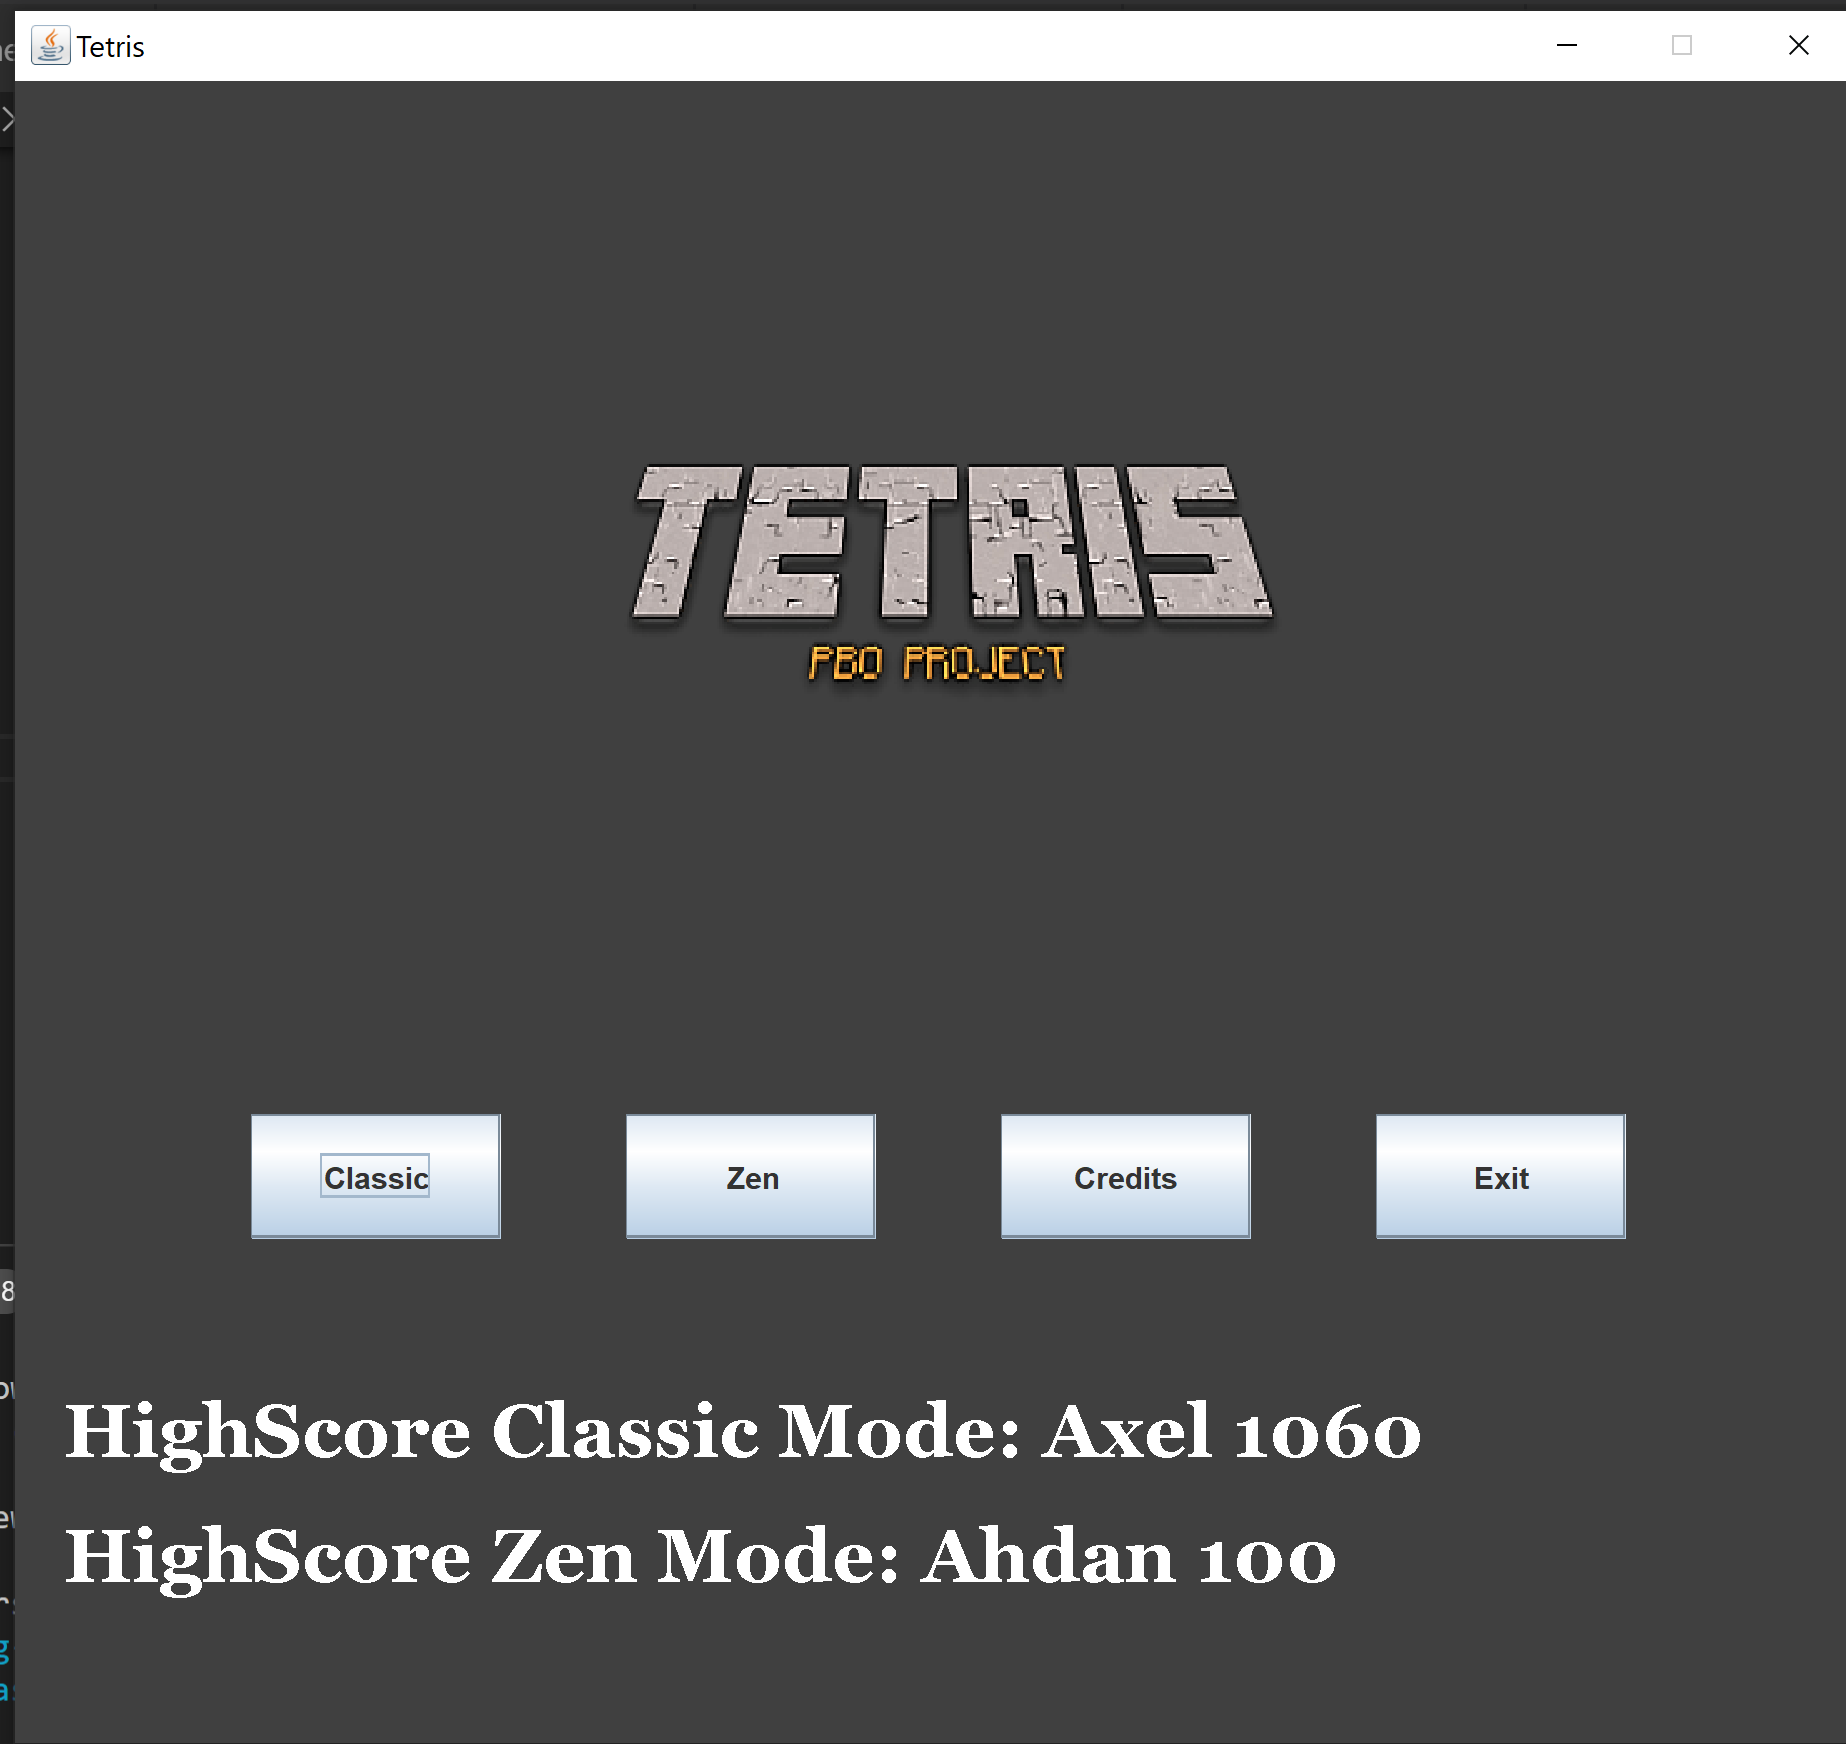 Tetris
TETRIS
PBO PROJECT
Classic
Zen
Credits
Exit
HighScore Classic Mode: Axel 1060
HighScore Zen Mode: Ahdan 100